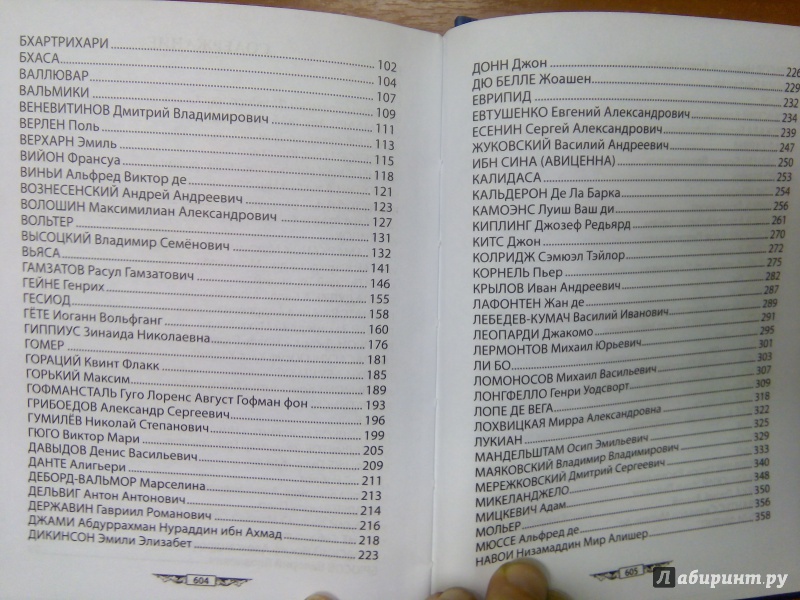 БХАРТРИХАРИ 102
БХАСА 104
ВАЛЛЮВАР 107
ВАЛЬМИКИ 109
ВЕНЕВИТИНОВ Дмитрий Владимирович 111
ВЕРЛЕН Поль 113
ВЕРХАРН Эмиль 115
ВИЙОН Франсуа 118
ВИНЬИ Альфред Виктор де 121
ВОЗНЕСЕНСКИЙ Андрей Андреевич 123
ВОЛОШИН Максимилиан Александрович 127
ВОЛЬТЕР 131
ВЫСОЦКИЙ Владимир Семёнович 132
ВЬЯСА 141
ГАМЗАТОВ Расул Гамзатович 146
ГЕЙНЕ Генрих 155
ГЕСИОД 158
ГЁТЕ Иоганн Вольфганг 160
ГИППИУС Зинаида Николаевна 176
ГОМЕР 181
ГОРАЦИЙ Квинт Флакк 185
ГОРЬКИЙ Максим 189
ГОФМАНСТАЛЬ Гуго Лоренс Август Гофман фон 193
ГРИБОЕДОВ Александр Сергеевич 196
ГУМИЛЁВ Николай Степанович 199
ГЮГО Виктор Мари 205
ДАВЫДОВ Денис Васильевич 209
ДАНТЕ Алигьери 211
ДЕБОРД-ВАЛЬМОР Марселина 213
ДЕЛЬВИГ Антон Антонович 214
ДЕРЖАВИН Гавриил Романович 216
ДЖАМИ Абдуррахман Нураддин ибн Ахмад 218
ДИКИНСОН Эмили Элизабет 223
604
ДОНН Джон 226
ДЮ БЕЛЛЕ Жоашен 229
ЕВРИПИД 232
ЕВТУШЕНКО Евгений Александрович 234
ЕСЕНИН Сергей Александрович 239
ЖУКОВСКИЙ Василий Андреевич 247
ИБН СИНА (АВИЦЕННА) 250
КАЛИДАСА 253
КАЛЬДЕРОН Де Ла Барка 254
КАМОЭНС Луиш Ваш ди 256
КИПЛИНГ Джозеф Редьярд 261
КИТС Джон 270
КОЛРИДЖ Сэмюэл Тэйлор 272
КОРНЕЛЬ Пьер 275
КРЫЛОВ Иван Андреевич 282
ЛАФОНТЕН Жан де 287
ЛЕБЕДЕВ-КУМАЧ Василий Иванович 289
ЛЕОПАРДИ Джакомо 291
ЛЕРМОНТОВ Михаил Юрьевич 295
ЛИ БО 301
ЛОМОНОСОВ Михаил Васильевич 303
ЛОНГФЕЛЛО Генри Уодсворт 307
ЛОПЕ ДЕ ВЕГА 309
ЛОХВИЦКАЯ Мирра Александровна 318
ЛУКИАН 322
МАНДЕЛЬШТАМ Осип Эмильевич 325
МАЯКОВСКИЙ Владимир Владимирович 329
МЕРЕЖКОВСКИЙ Дмитрий Сергеевич 333
МИКЕЛАНДЖЕЛО 340
МИЦКЕВИЧ Адам 348
МОЛЬЕР 350
МЮССЕ Альфред де 356
НАВОИ Низамаддин Мир Алишер 358
605
Лабиринт.ру